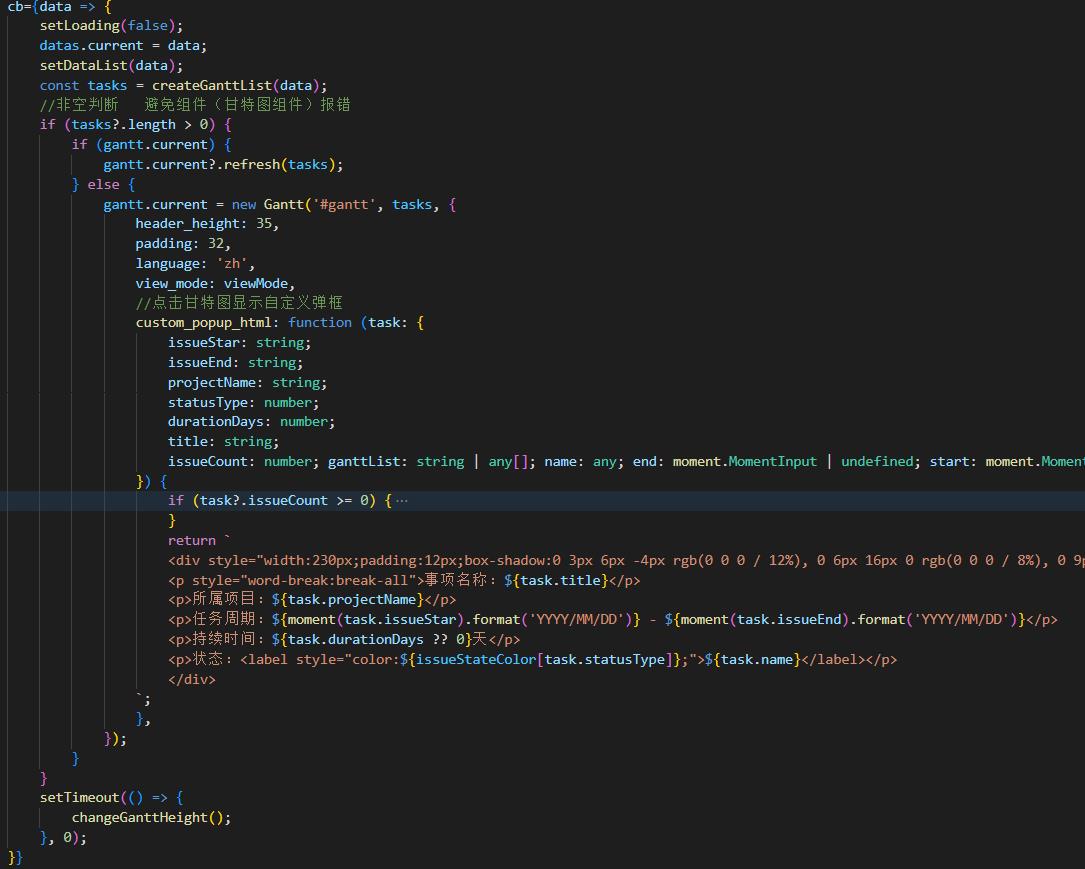 cb={data => {
setLoading(false);
datas.current = data;
setDataList(data);
const tasks = createGanttList(data);
//非空判断   避免组件（甘特图组件）报错
if (tasks?.length > 0) {
if (gantt.current) {
gantt.current?.refresh(tasks);
} else {
gantt.current = new Gantt('#gantt', tasks, {
header_height: 35,
padding: 32,
language: 'zh',
view_mode: viewMode,
//点击甘特图显示自定义弹框
custom_popup_html: function (task: {
issueStar: string;
issueEnd: string;
projectName: string;
statusType: number;
durationDays: number;
title: string;
issueCount: number; ganttList: string | any[]; name: any; end: moment.MomentInput | undefined; start: moment.Moment
}) {
if (task?.issueCount >= 0) {···
}
return `
<div style="width:230px;padding:12px;box-shadow:0 3px 6px -4px rgb(0 0 0 / 12%), 0 6px 16px 0 rgb(0 0 0 / 8%), 0 9p
<p style="word-break:break-all">事项名称：${task.title}</p>
<p>所属项目：${task.projectName}</p>
<p>任务周期：${moment(task.issueStar).format('YYYY/MM/DD')} - ${moment(task.issueEnd).format('YYYY/MM/DD')}</p>
<p>持续时间：${task.durationDays ?? 0}天</p>
<p>状态：<label style="color:${issueStateColor[task.statusType]};">${task.name}</label></p>
</div>
`;
},
});
}
}
setTimeout(() => {
changeGanttHeight();
}, 0);
}}